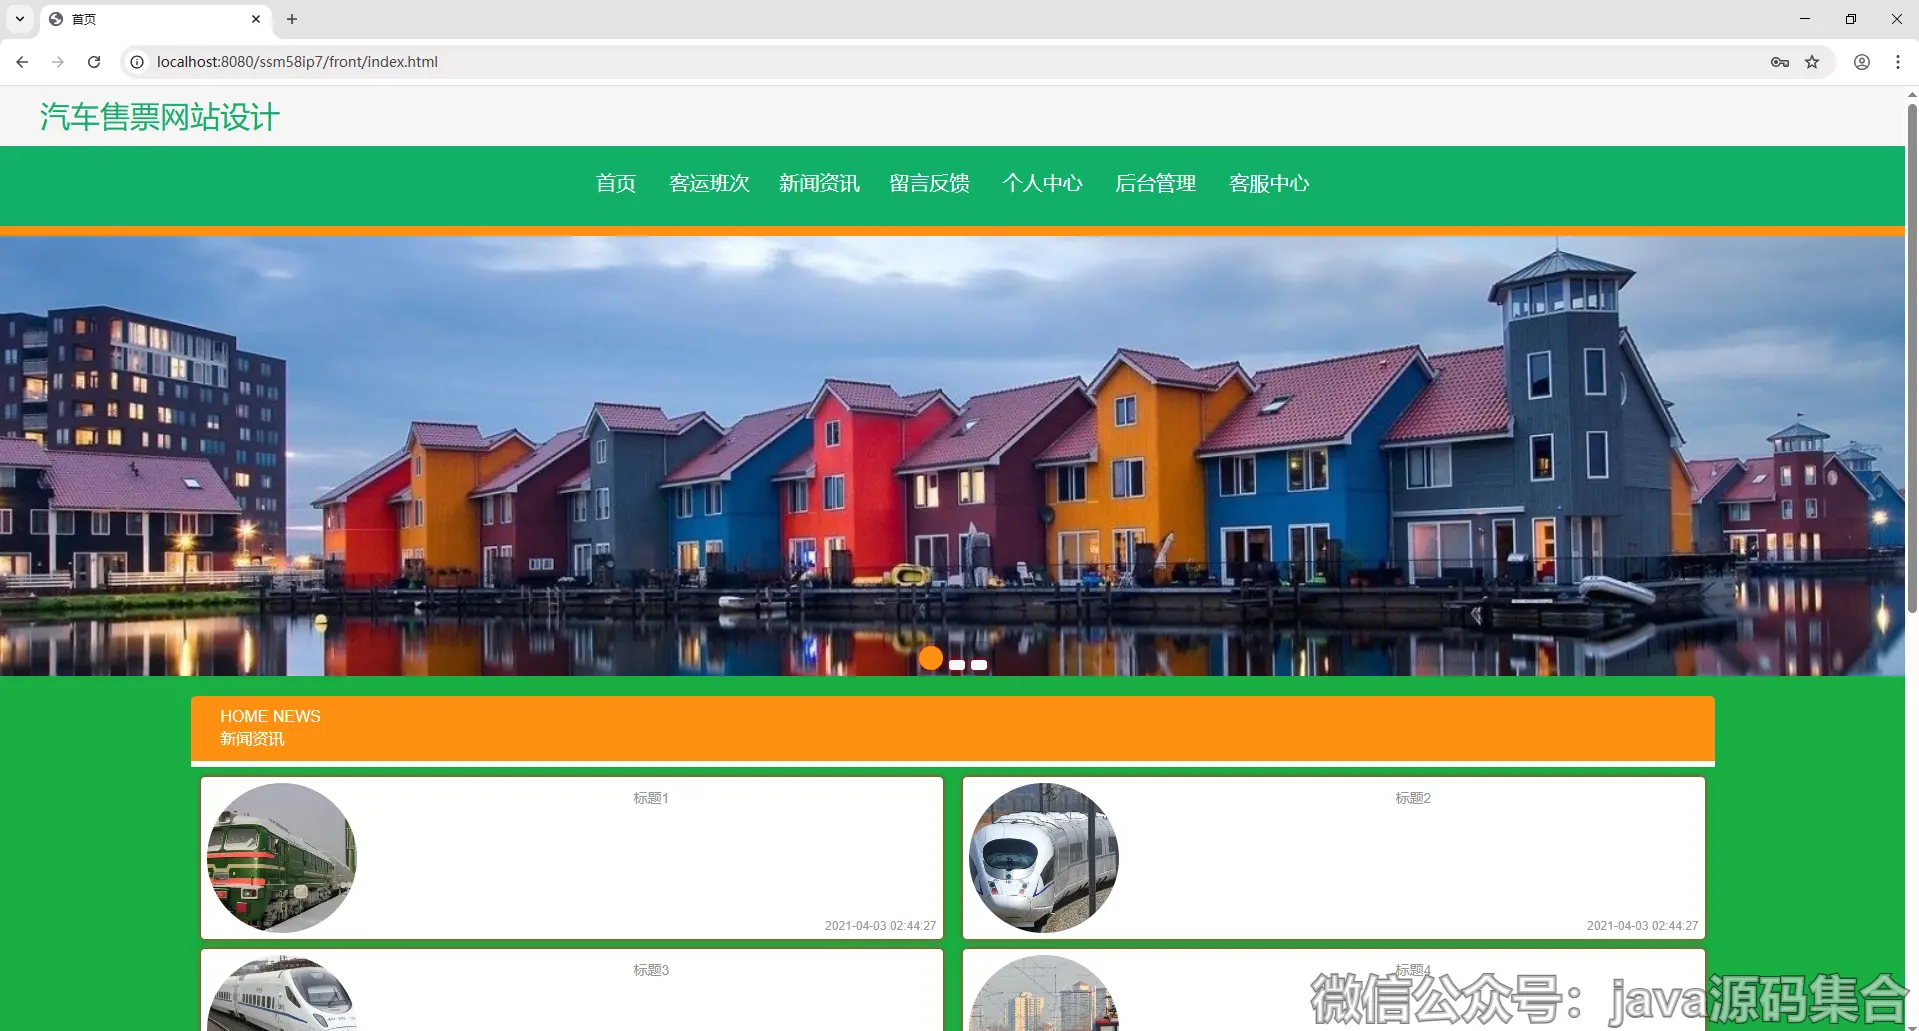 首页
localhost:8080/ssm58ip7/front/index.html
汽车售票网站设计
首页 客运班次 新闻资讯 留言反馈 个人中心 后台管理 客服中心
HOME NEWS
新闻资讯
标题1
2021-04-03 02:44:27
标题2
2021-04-03 02:44:27
标题3
标题4
微信公众号：java源码集合